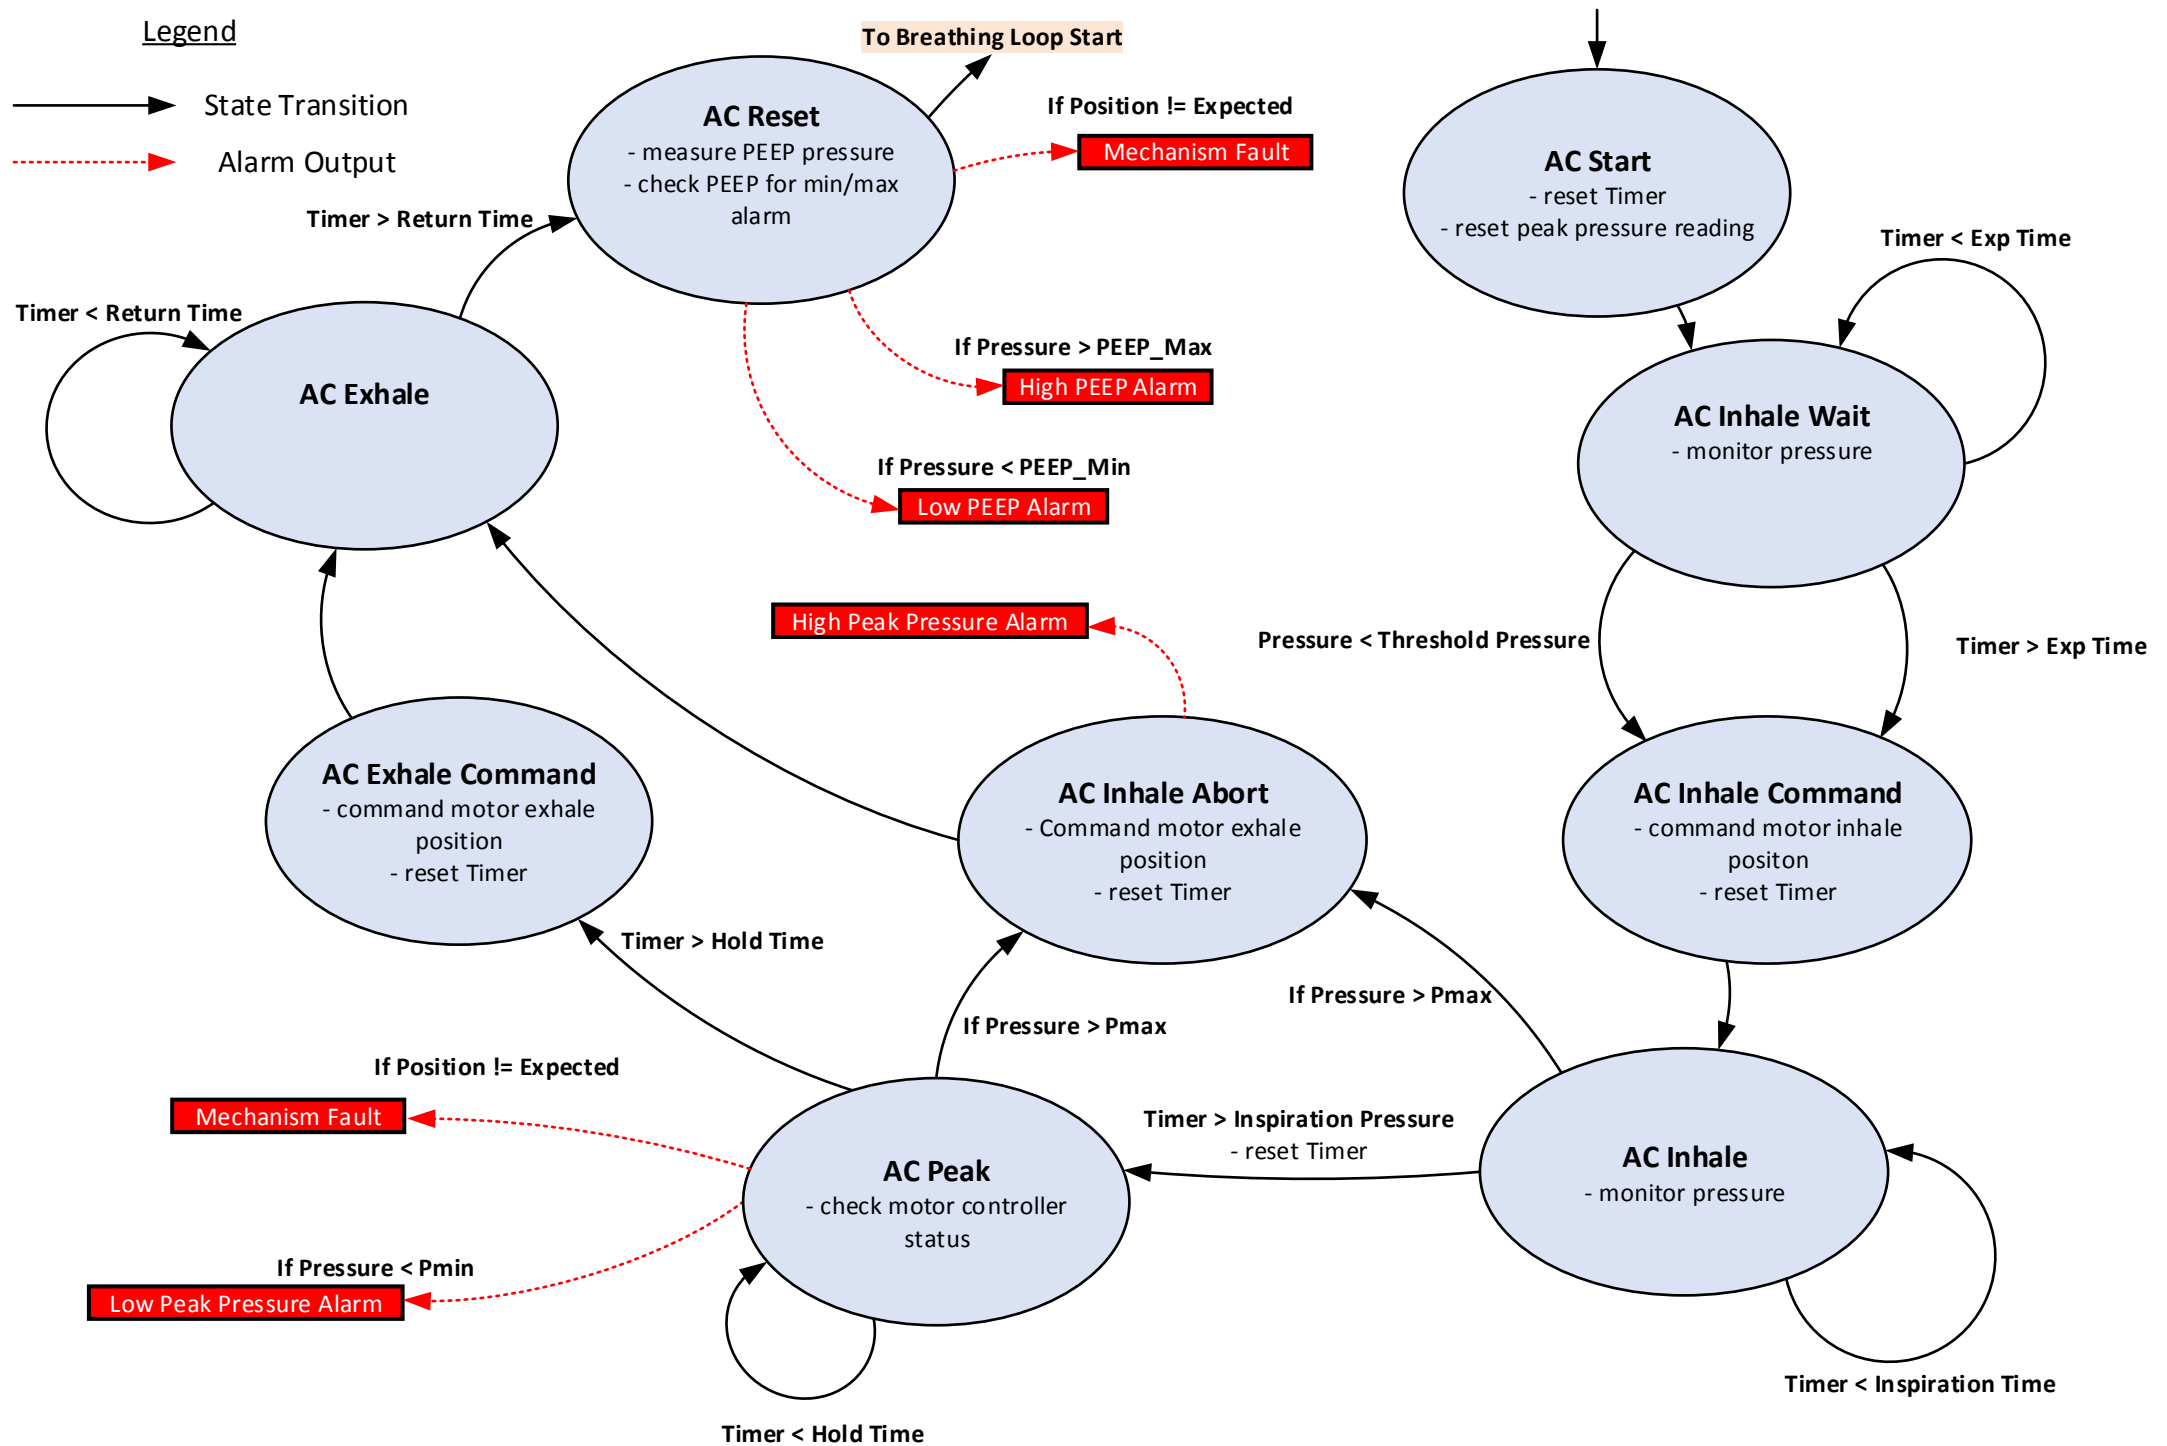 Legend
State Transition
Alarm Output
To Breathing Loop Start
AC Reset
- measure PEEP pressure
- check PEEP for min/max
alarm
If Position != Expected
Mechanism Fault
AC Start
- reset Timer
- reset peak pressure reading
Timer > Return Time
Timer < Exp Time
Timer < Return Time
AC Exhale
If Pressure > PEEP_Max
High PEEP Alarm
AC Inhale Wait
- monitor pressure
If Pressure < PEEP_Min
Low PEEP Alarm
High Peak Pressure Alarm
Pressure < Threshold Pressure
Timer > Exp Time
AC Exhale Command
- command motor exhale
position
- reset Timer
AC Inhale Abort
- Command motor exhale
position
- reset Timer
AC Inhale Command
- command motor inhale
positon
- reset Timer
Timer > Hold Time
If Pressure > Pmax
If Pressure > Pmax
If Position != Expected
Mechanism Fault
Timer > Inspiration Pressure
- reset Timer
AC Peak
- check motor controller
status
AC Inhale
- monitor pressure
If Pressure < Pmin
Low Peak Pressure Alarm
Timer < Inspiration Time
Timer < Hold Time